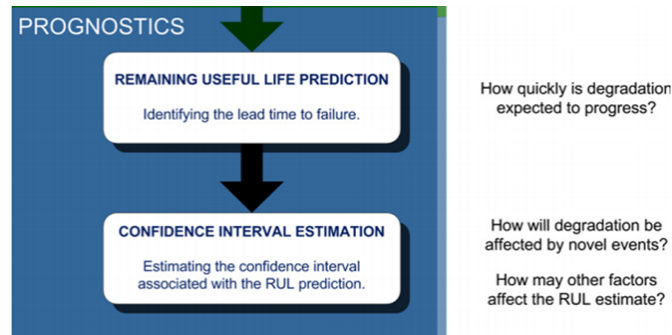 PROGNOSTICS
REMAINING USEFUL LIFE PREDICTION
Identifying the lead time to failure.
How quickly is degradation
expected to progress?
CONFIDENCE INTERVAL ESTIMATION
Estimating the confidence interval
associated with the RUL prediction.
How will degradation be
affected by novel events?
How may other factors
affect the RUL estimate?